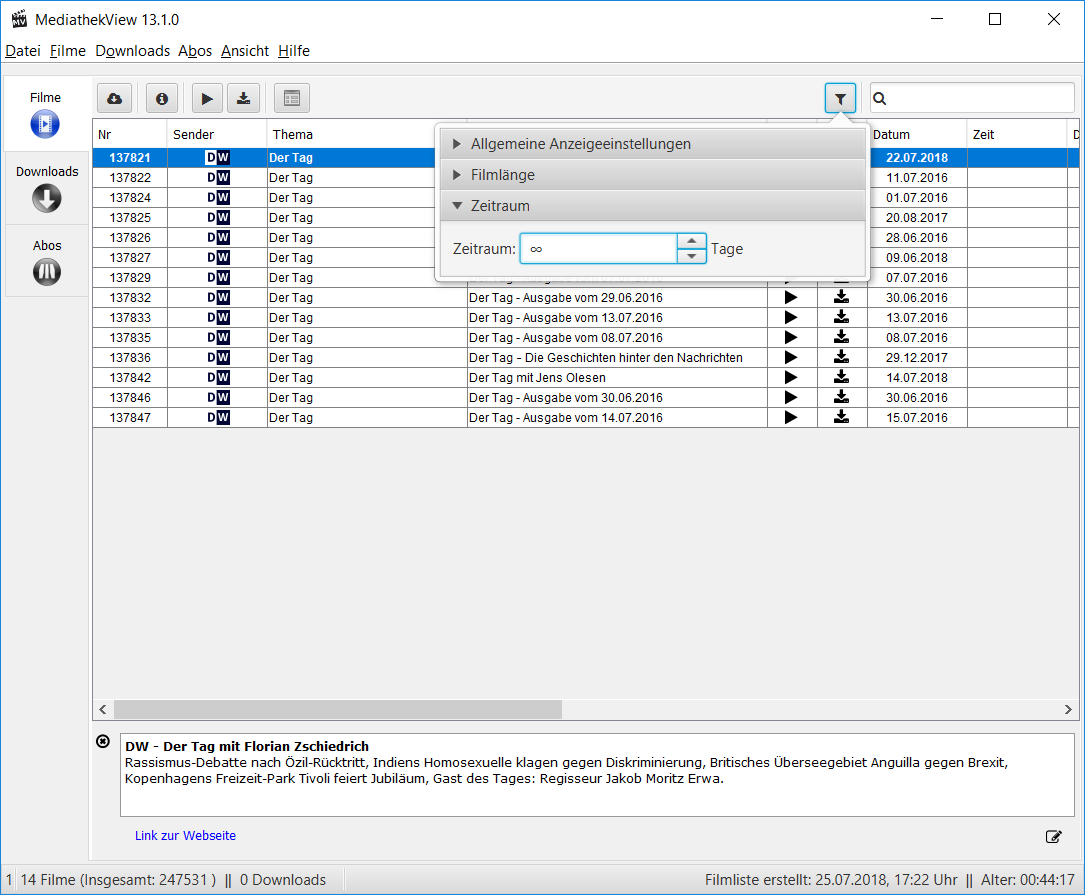 MediathekView 13.1.0
Datei Filme Downloads Abos Ansicht Hilfe
Filme
Downloads
Abos
Nr Sender Thema Datum Zeit D
Allgemeine Anzeigeeinstellungen
Filmlänge
Zeitraum
Zeitraum: ∞ Tage
137821 DW Der Tag 22.07.2018
137822 DW Der Tag 11.07.2016
137824 DW Der Tag 01.07.2016
137825 DW Der Tag 20.08.2017
137826 DW Der Tag 28.06.2016
137827 DW Der Tag 09.06.2018
137829 DW Der Tag 07.07.2016
137832 DW Der Tag Der Tag - Ausgabe vom 29.06.2016 30.06.2016
137833 DW Der Tag Der Tag - Ausgabe vom 13.07.2016 13.07.2016
137835 DW Der Tag Der Tag - Ausgabe vom 08.07.2016 08.07.2016
137836 DW Der Tag Der Tag - Die Geschichten hinter den Nachrichten 29.12.2017
137842 DW Der Tag Der Tag mit Jens Olesen 14.07.2018
137846 DW Der Tag Der Tag - Ausgabe vom 30.06.2016 30.06.2016
137847 DW Der Tag Der Tag - Ausgabe vom 14.07.2016 15.07.2016
DW - Der Tag mit Florian Zschiedrich
Rassismus-Debatte nach Özil-Rücktritt, Indiens Homosexuelle klagen gegen Diskriminierung, Britisches Überseegebiet Anguilla gegen Brexit,
Kopenhagens Freizeit-Park Tivoli feiert Jubiläum, Gast des Tages: Regisseur Jakob Moritz Erwa.
Link zur Webseite
1 14 Filme (Insgesamt: 247531 ) || 0 Downloads Filmliste erstellt: 25.07.2018, 17:22 Uhr || Alter: 00:44:17